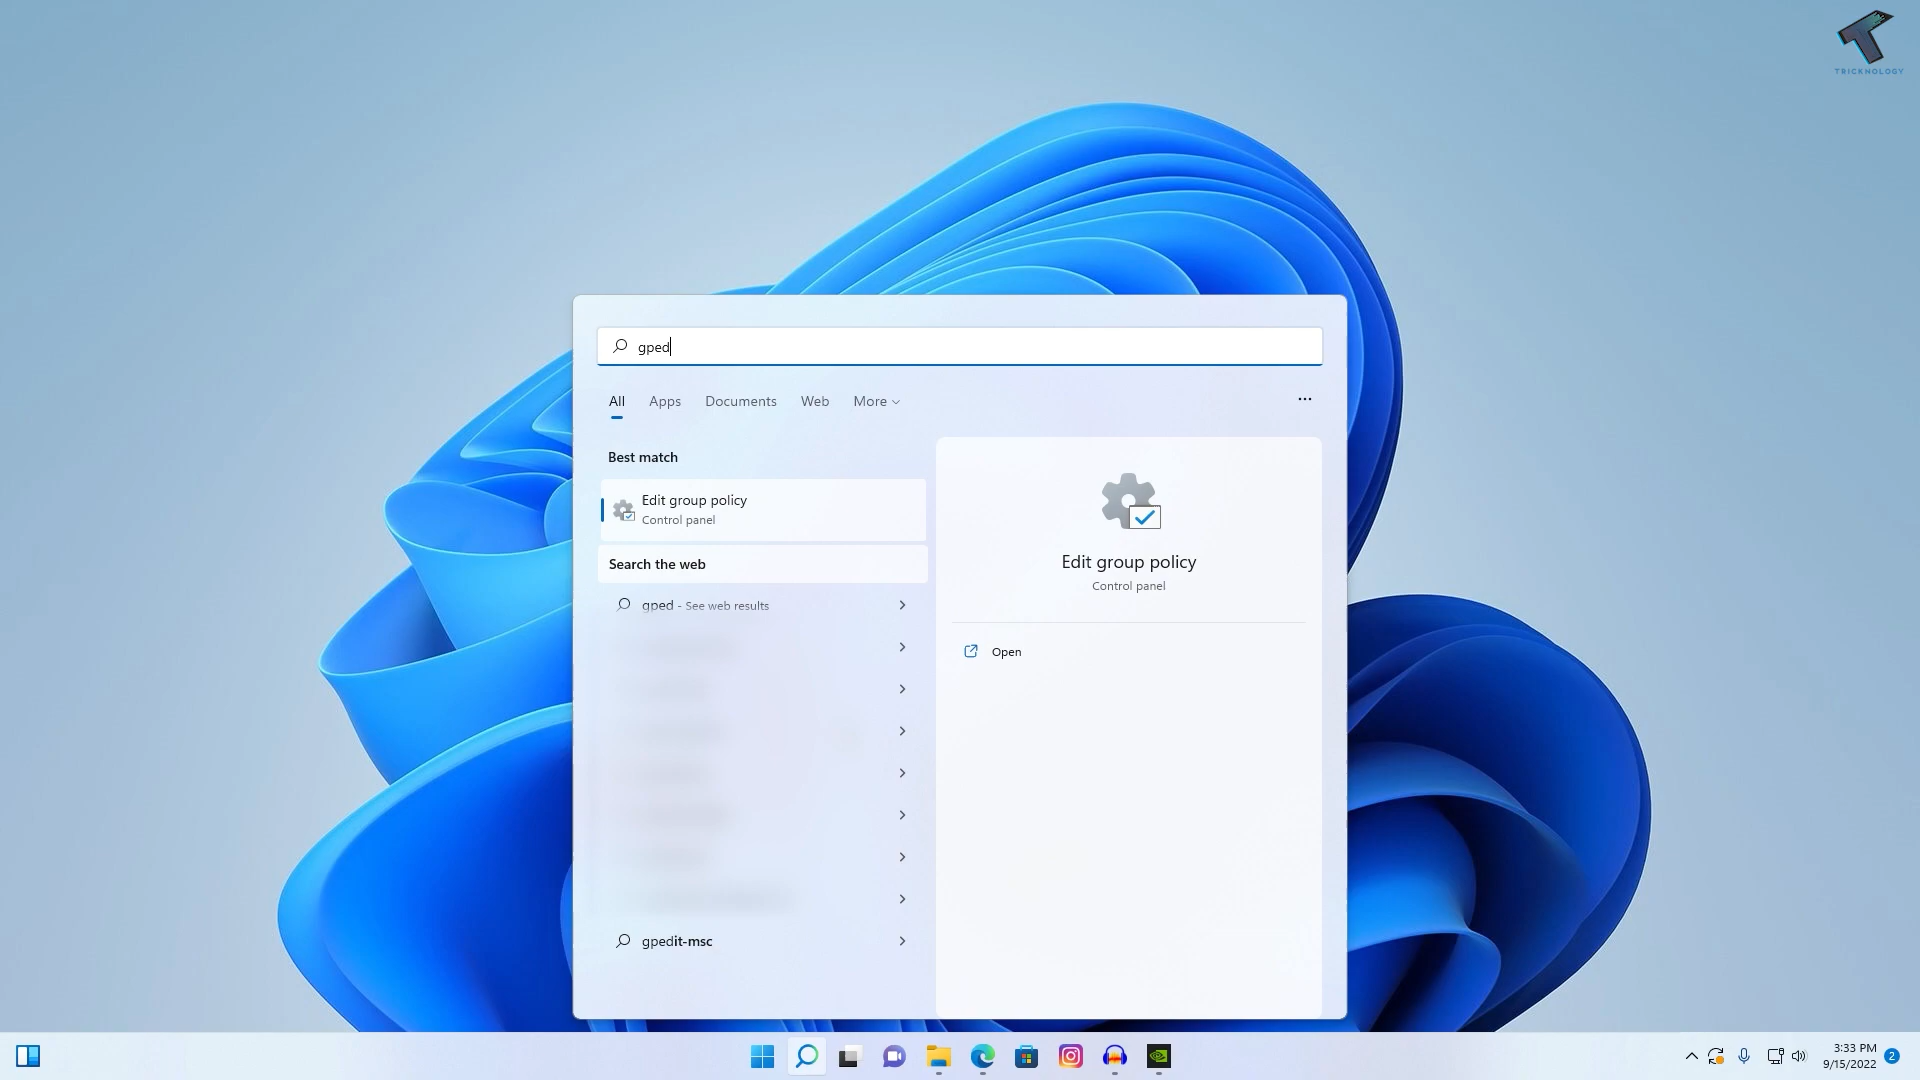 TRICKNOLOGY
gped
All Apps Documents Web More
Best match
Edit group policy
Control panel
Search the web
gped - See web results
gpedit-msc
Edit group policy
Control panel
Open
3:33 PM
9/15/2022
2